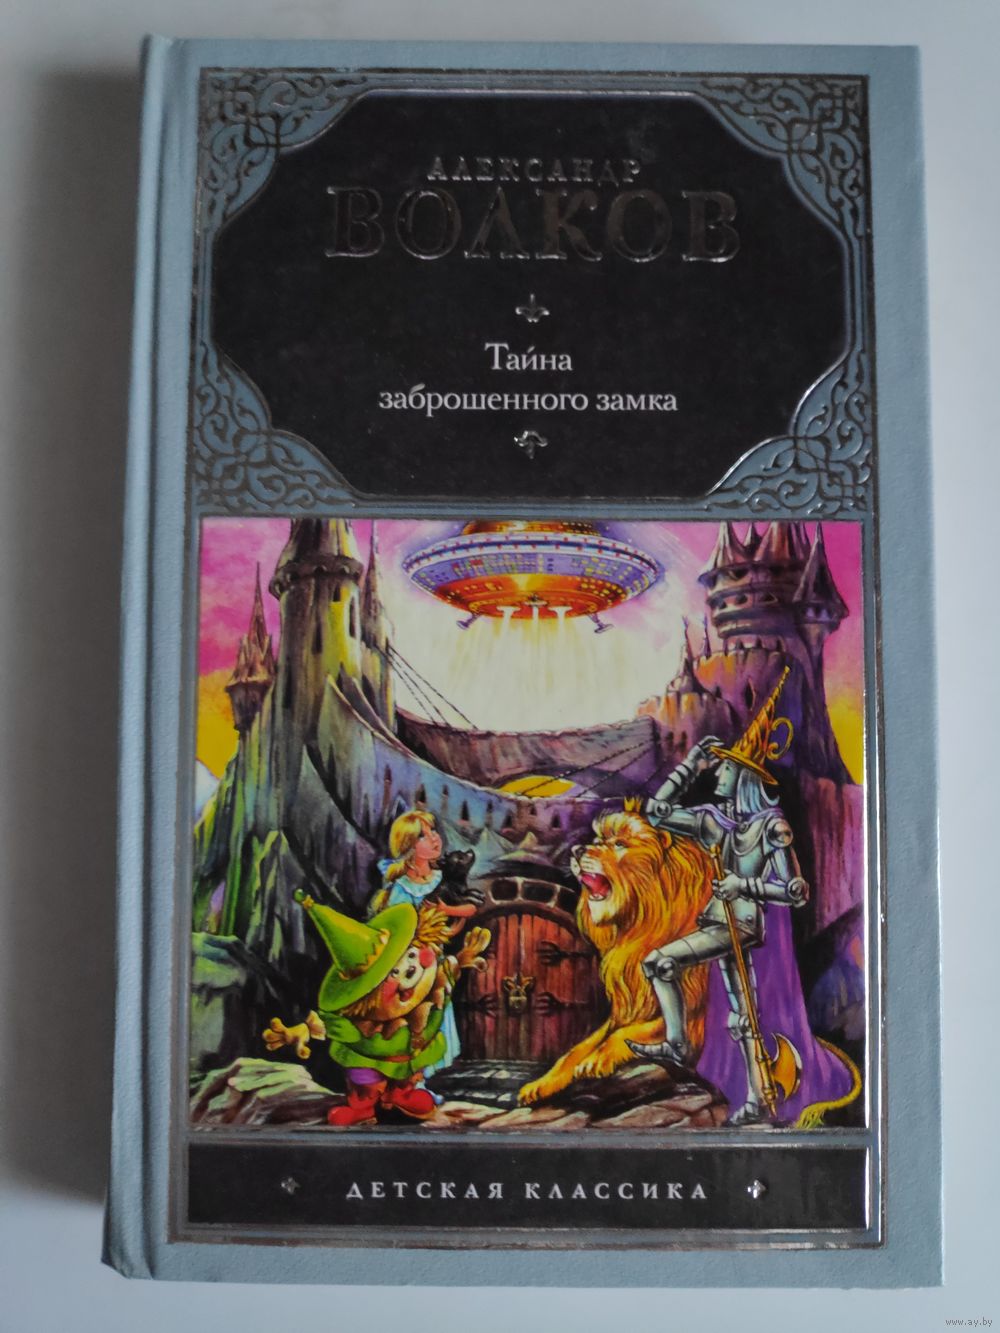 АЛЕКСАНДР
ВОЛКОВ
Тайна
заброшенного замка
ДЕТСКАЯ КЛАССИКА
www.ay.by